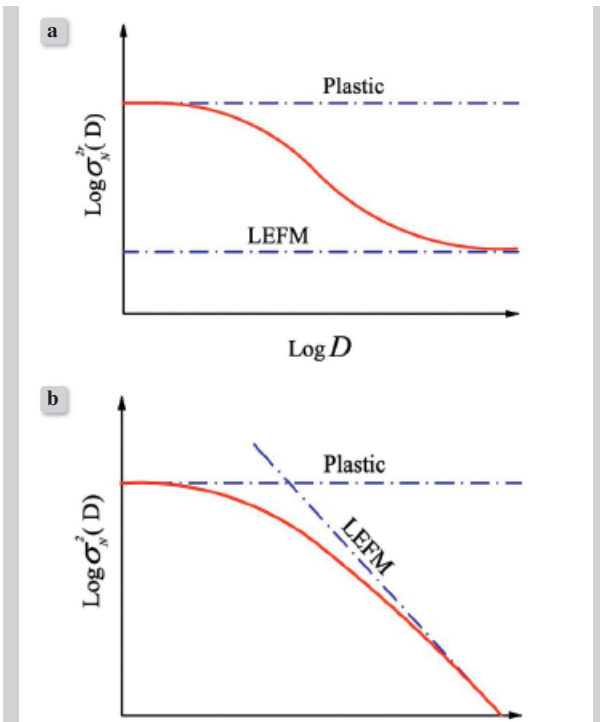 a
Plastic
Log σ_N^{2r}(D)
LEFM
Log D
b
Plastic
Log σ_N^2(D)
LEFM